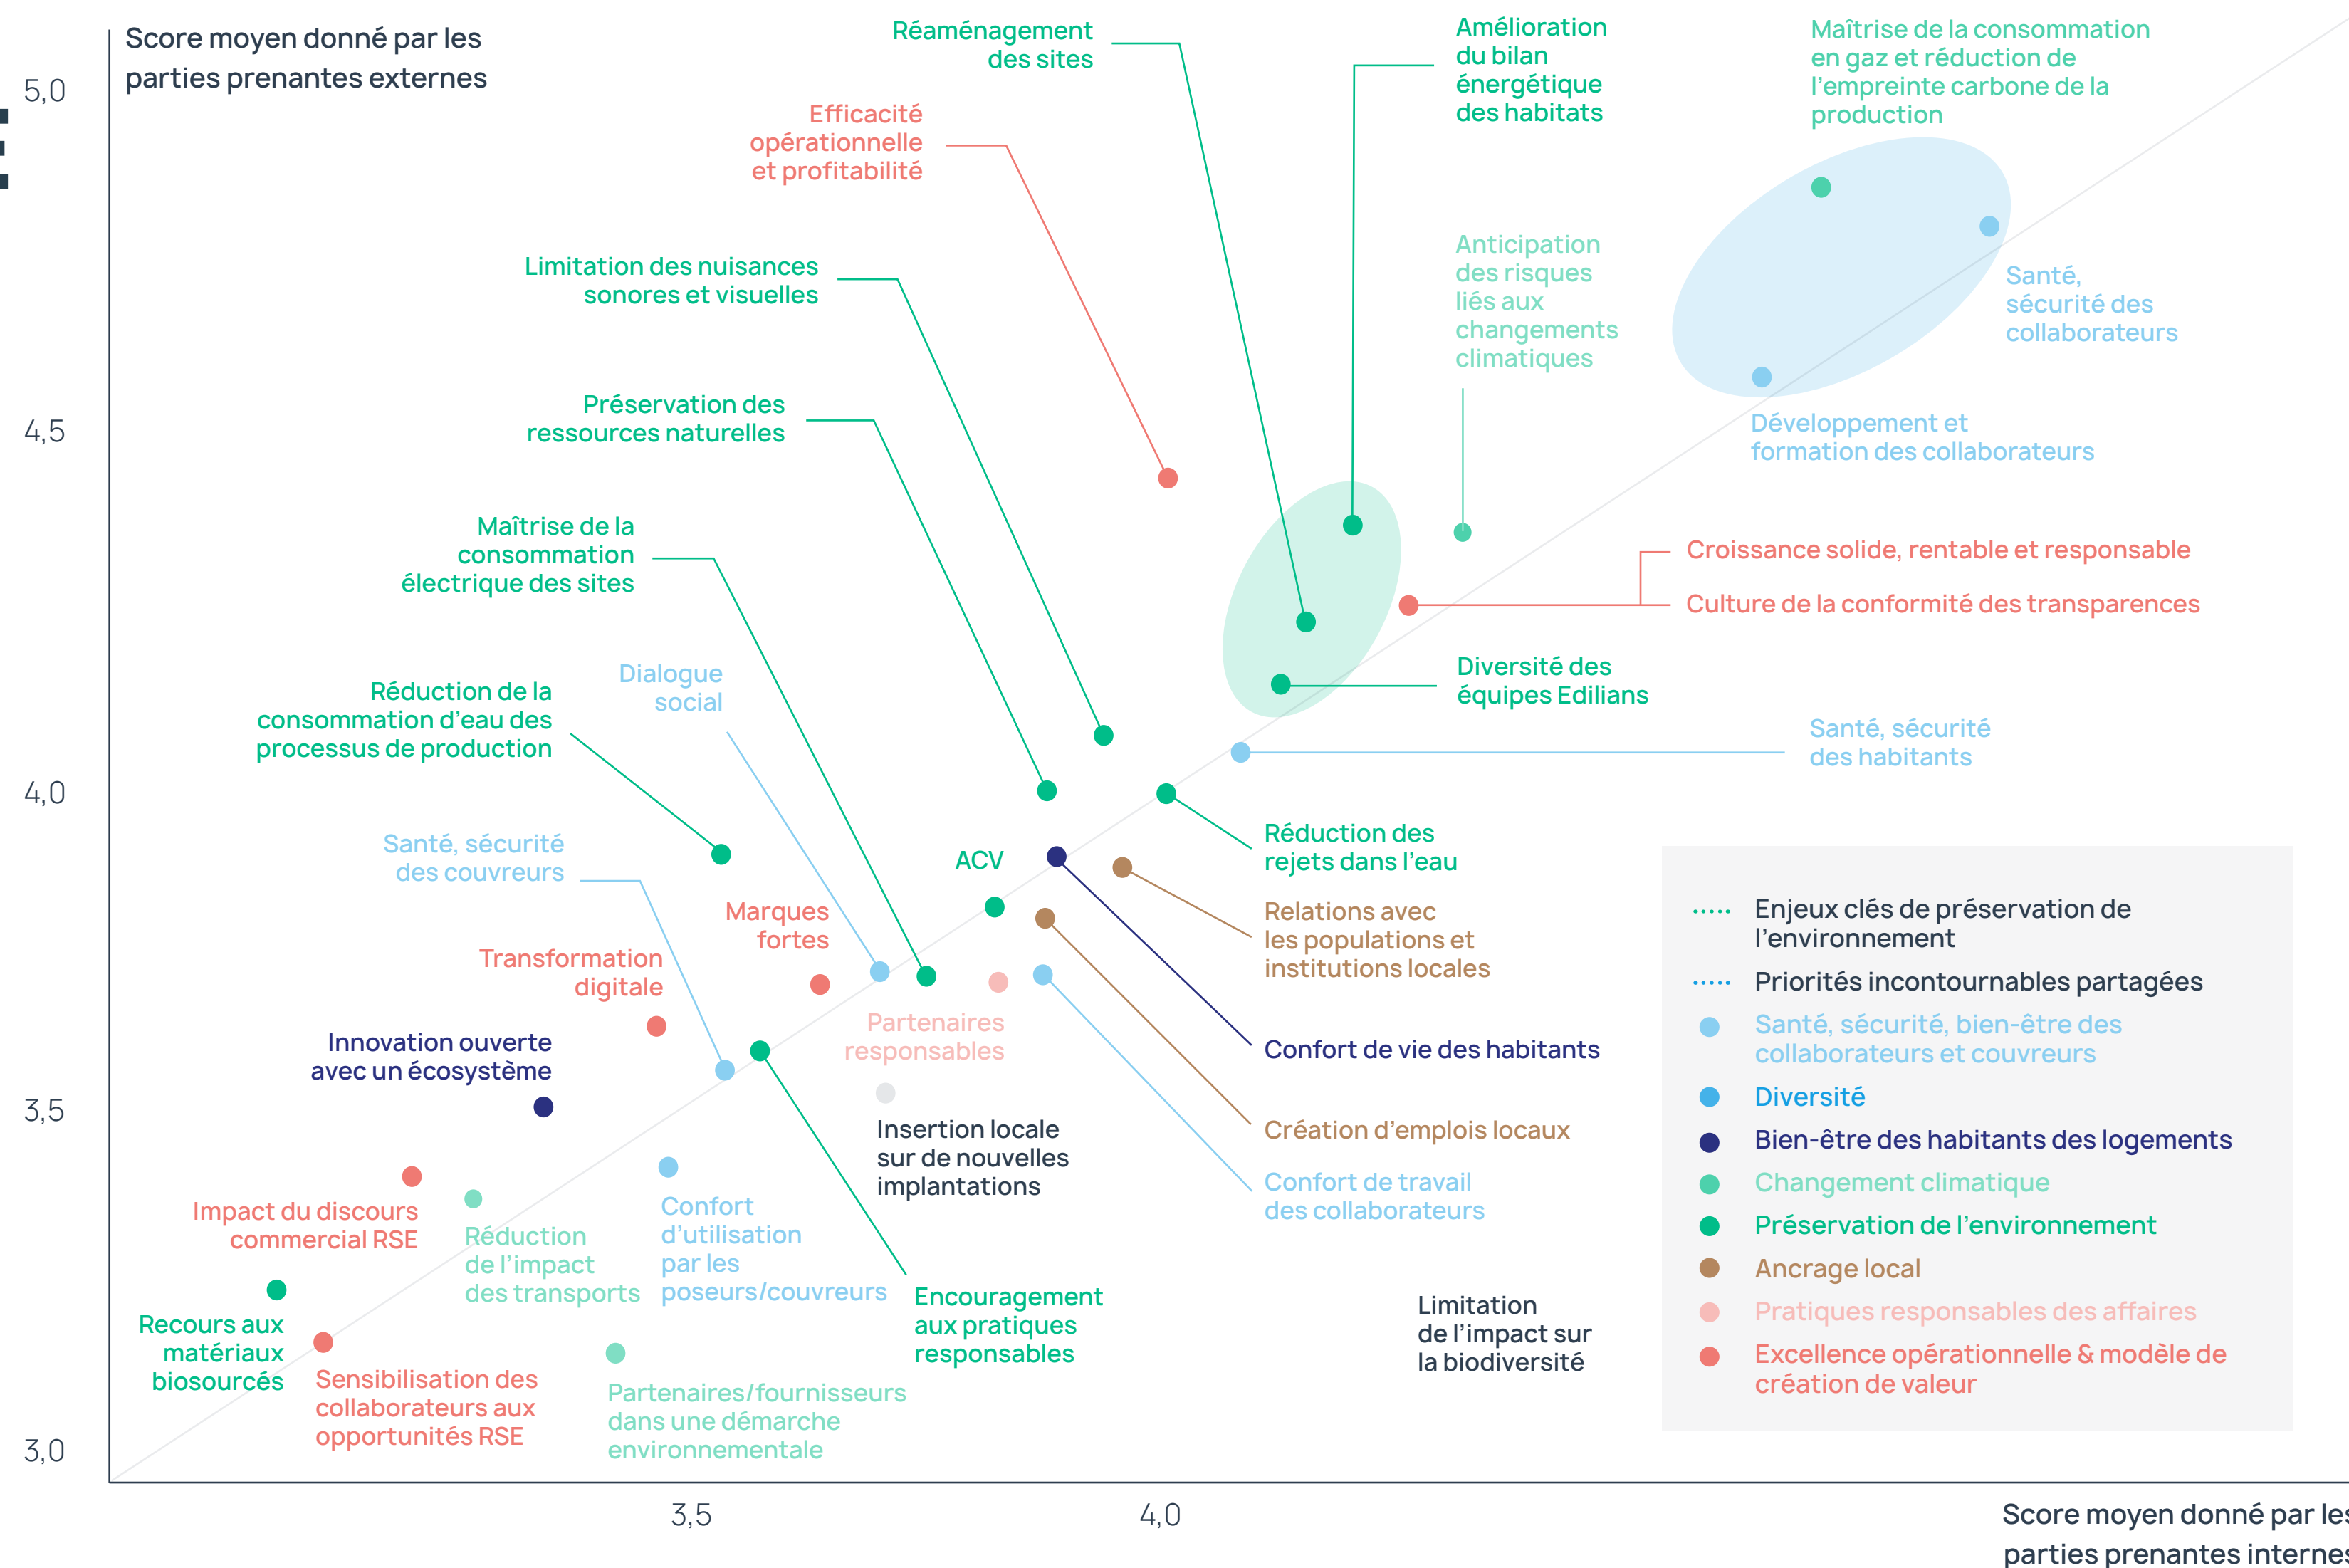 Score moyen donné par les
parties prenantes externes
5,0
4,5
4,0
3,5
3,0
Réaménagement
des sites
Amélioration
du bilan
énergétique
des habitats
Maîtrise de la consommation
en gaz et réduction de
l'empreinte carbone de la
production
Efficacité
opérationnelle
et profitabilité
Limitation des nuisances
sonores et visuelles
Anticipation
des risques
liés aux
changements
climatiques
Santé,
sécurité des
collaborateurs
Préservation des
ressources naturelles
Développement et
formation des collaborateurs
Maîtrise de la
consommation
électrique des sites
Croissance solide, rentable et responsable
Culture de la conformité des transparences
Dialogue
social
Réduction de la
consommation d'eau des
processus de production
Diversité des
équipes Edilians
Santé, sécurité
des habitants
Santé, sécurité
des couvreurs
ACV
Réduction des
rejets dans l'eau
Marques
fortes
Relations avec
les populations et
institutions locales
Transformation
digitale
Partenaires
responsables
Innovation ouverte
avec un écosystème
Confort de vie des habitants
Insertion locale
sur de nouvelles
implantations
Création d'emplois locaux
Confort de travail
des collaborateurs
Impact du discours
commercial RSE
Réduction
de l'impact
des transports
Confort
d'utilisation
par les
poseurs/couvreurs
Encouragement
aux pratiques
responsables
Limitation
de l'impact sur
la biodiversité
Recours aux
matériaux
biosourcés
Sensibilisation des
collaborateurs aux
opportunités RSE
Partenaires/fournisseurs
dans une démarche
environnementale
Enjeux clés de préservation de
l'environnement
Priorités incontournables partagées
Santé, sécurité, bien-être des
collaborateurs et couvreurs
Diversité
Bien-être des habitants des logements
Changement climatique
Préservation de l'environnement
Ancrage local
Pratiques responsables des affaires
Excellence opérationnelle & modèle de
création de valeur
3,5
4,0
Score moyen donné par les
parties prenantes internes